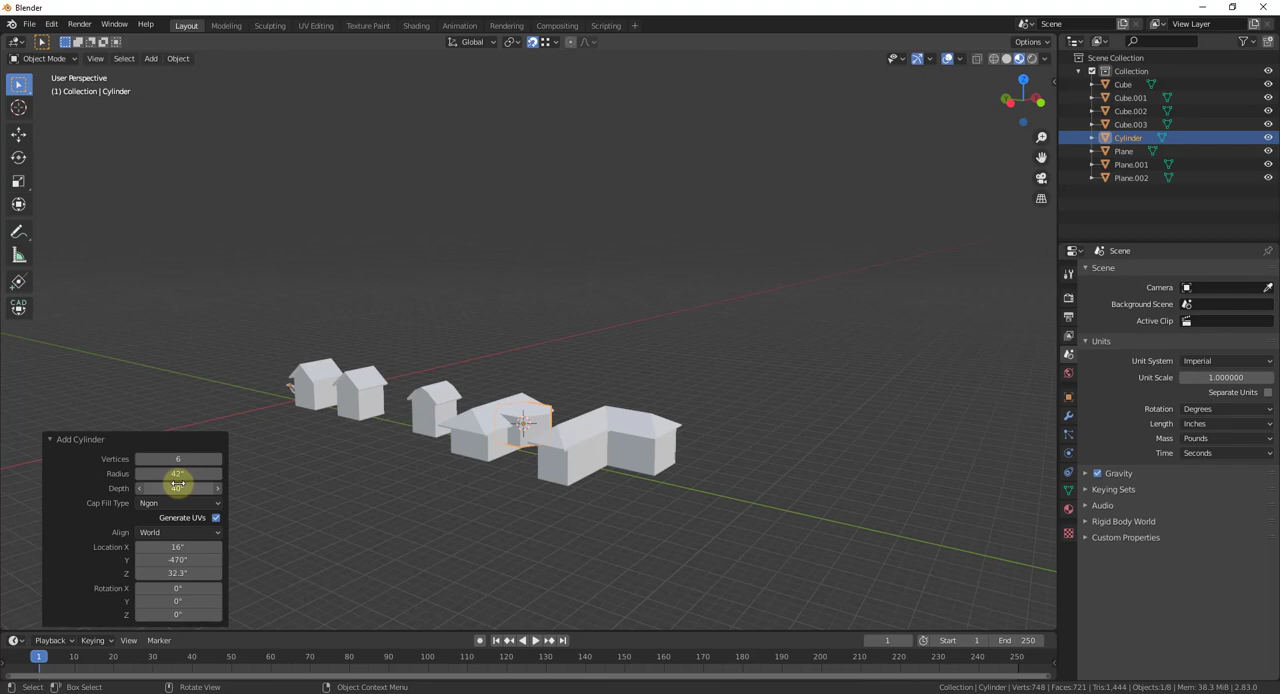 Blender
File Edit Render Window Help Layout Modeling Sculpting UV Editing Texture Paint Shading Animation Rendering Compositing Scripting + Scene View Layer
Global Options
Object Mode View Select Add Object
User Perspective
(1) Collection | Cylinder
Z
CAD
Scene Collection
Collection
Cube
Cube.001
Cube.002
Cube.003
Cylinder
Plane
Plane.001
Plane.002
Scene
Scene
Camera
Background Scene
Active Clip
Units
Unit System Imperial
Unit Scale 1.000000
Separate Units
Rotation Degrees
Length Inches
Mass Pounds
Time Seconds
Gravity
Keying Sets
Audio
Rigid Body World
Custom Properties
Add Cylinder
Vertices 6
Radius 42"
Depth 40"
Cap Fill Type Ngon
Generate UVs
Align World
Location X 16"
Y -470"
Z 32.3"
Rotation X 0°
Y 0°
Z 0°
Playback Keying View Marker 1 Start 1 End 250
1 10 20 30 40 50 60 70 80 90 100 110 120 130 140 150 160 170 180 190 200 210 220 230 240 250
Select Box Select Rotate View Object Context Menu Collection | Cylinder | Verts:748 | Faces:721 | Tris:1,444 | Objects:1/8 | Mem: 38.3 MiB | 2.83.0